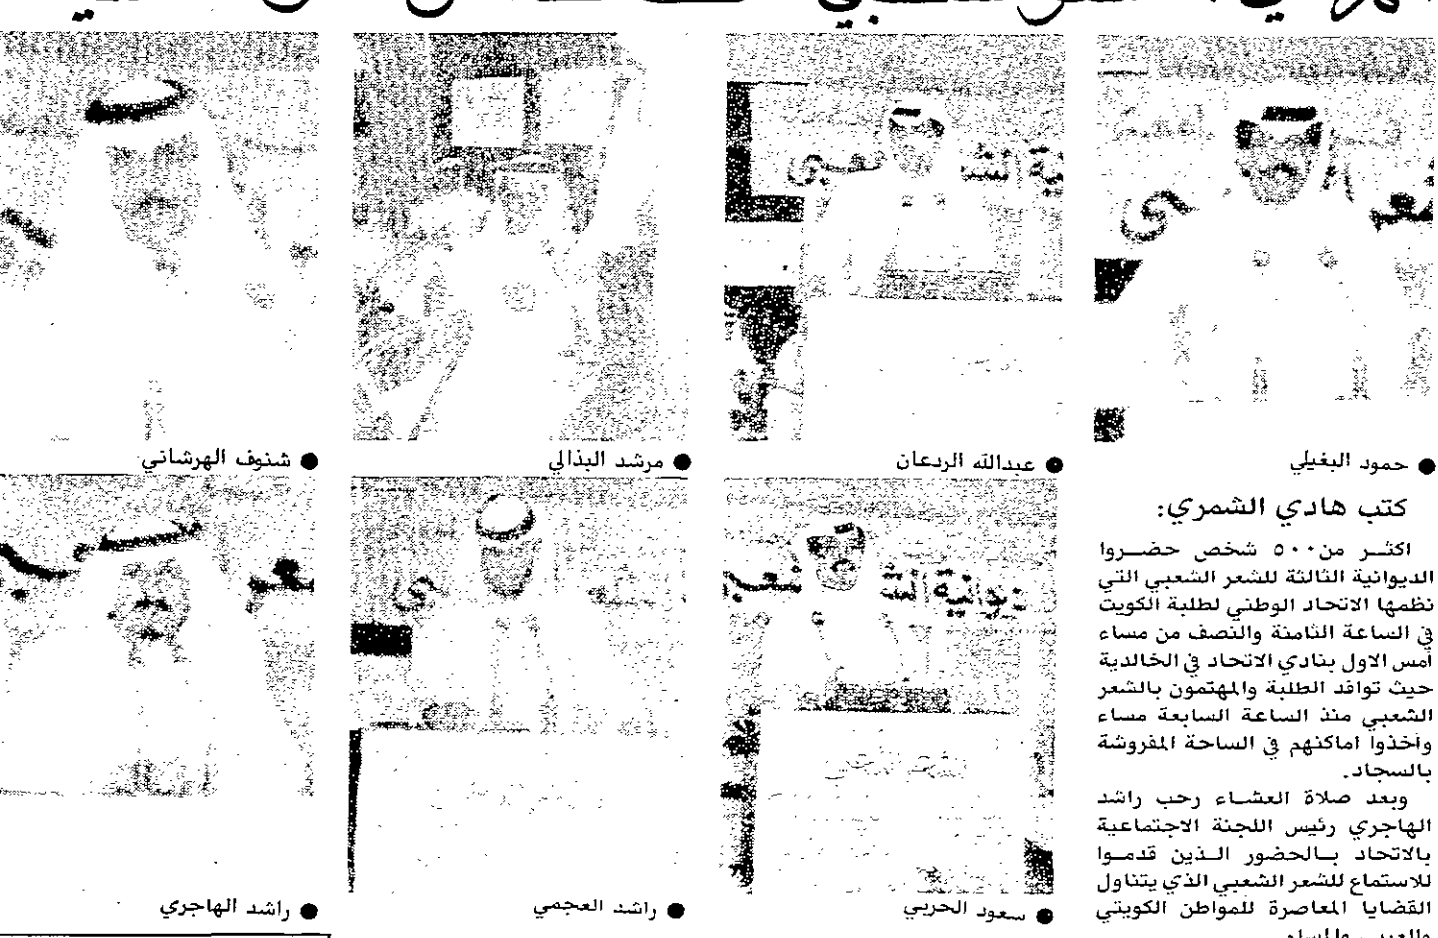 حمود البغيلي
عبدالله الردعان
مرشد البذالي
شنوف الهرشاني
كتب هادي الشمري:
اكثر من ٥٠٠ شخص حضروا
الديوانية الثالثة للشعر الشعبي التي
نظمها الاتحاد الوطني لطلبة الكويت
في الساعة الثامنة والنصف من مساء
امس الاول بنادي الاتحاد في الخالدية
حيث توافد الطلبة والمهتمون بالشعر
الشعبي منذ الساعة السابعة مساء
واخذوا اماكنهم في الساحة المفروشة
بالسجاد.
وبعد صلاة العشاء رحب راشد
الهاجري رئيس اللجنة الاجتماعية
بالاتحاد بالحضور الذين قدموا
للاستماع للشعر الشعبي الذي يتناول
القضايا المعاصرة للمواطن الكويتي
سعود الحربي
راشد العجمي
راشد الهاجري